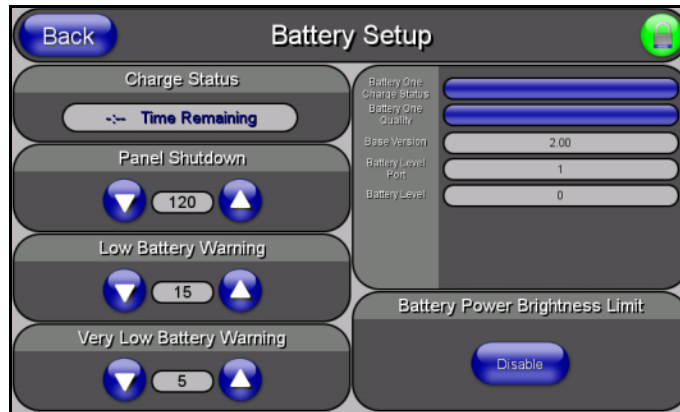 Back
Battery Setup
Charge Status
-:-- Time Remaining
Panel Shutdown
120
Low Battery Warning
15
Very Low Battery Warning
5
Battery One
Charge Status
Battery One
Quality
Base Version
2.00
Battery Level
Port
1
Battery Level
0
Battery Power Brightness Limit
Disable